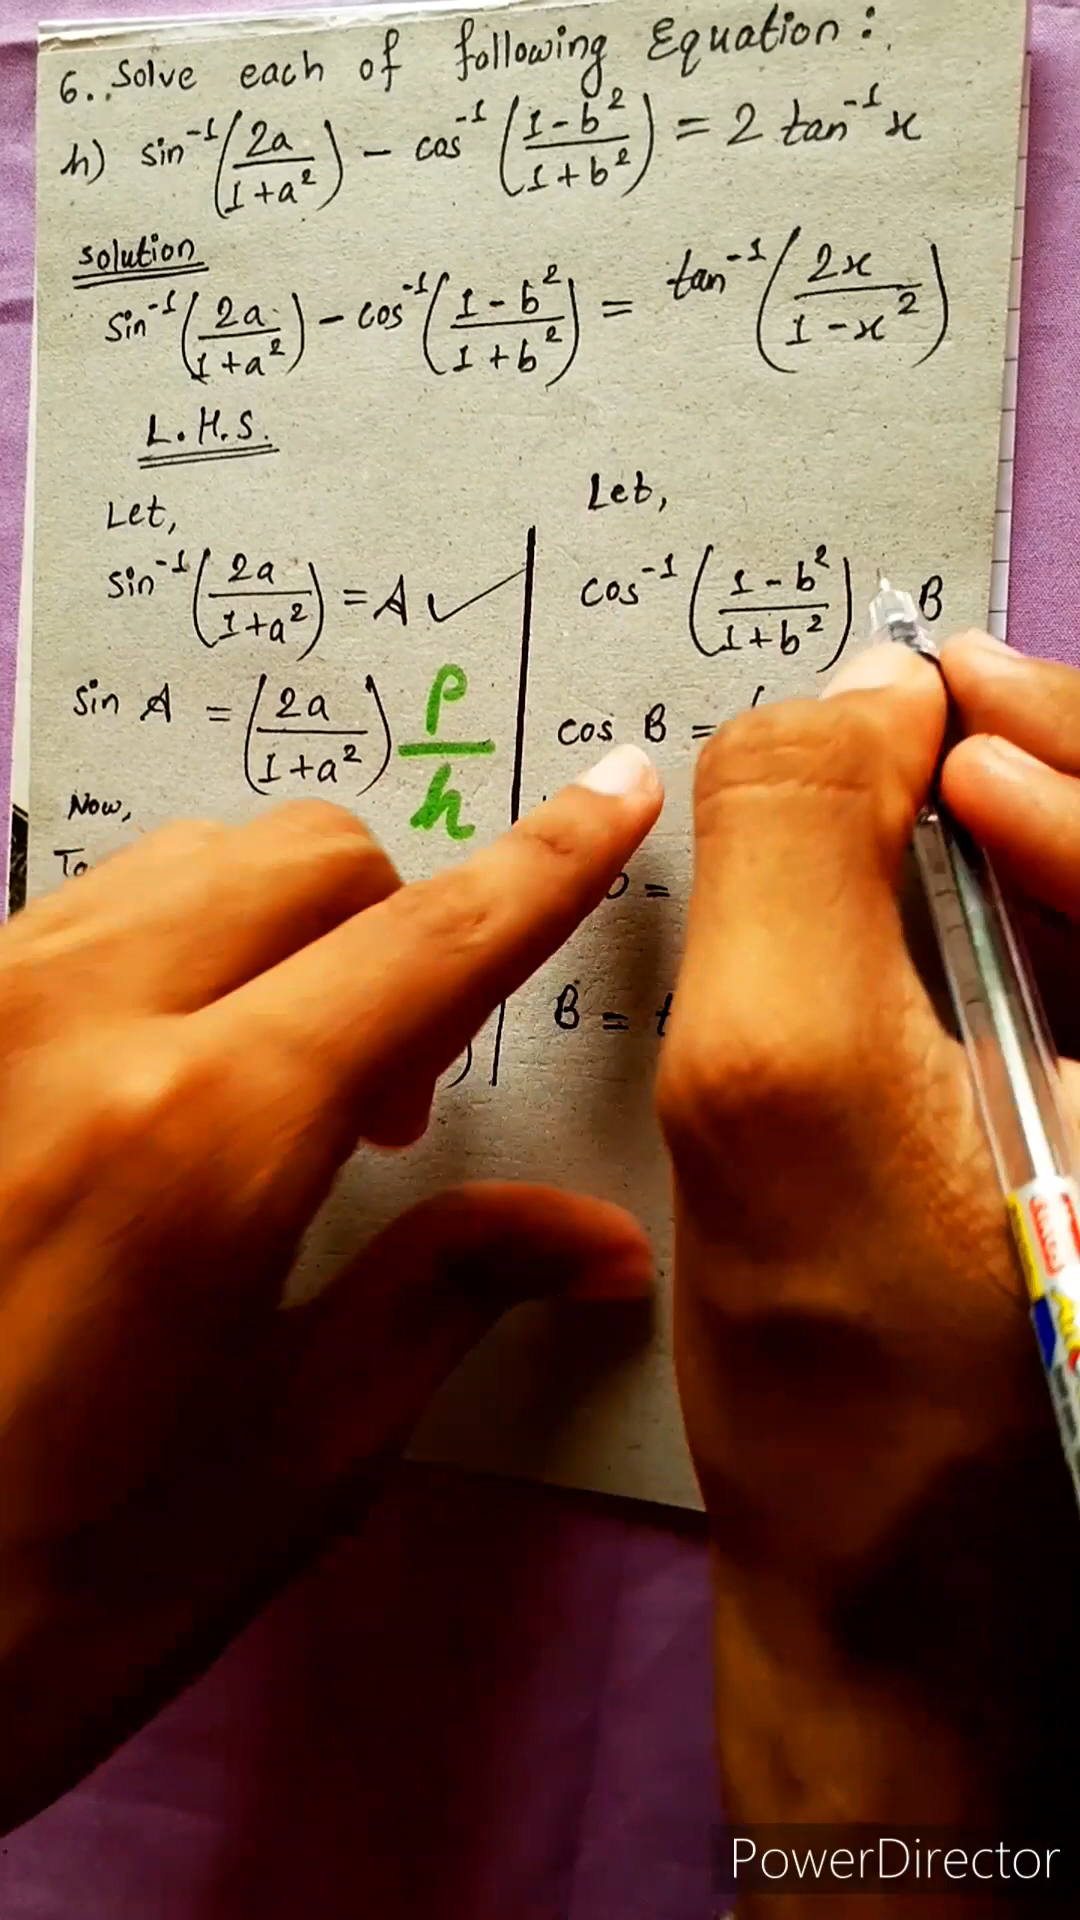 6. Solve each of following Equation :
h) sin⁻¹(2a/1+a²) - cos⁻¹(1-b²/1+b²) = 2 tan⁻¹x
solution
sin⁻¹(2a/1+a²) - cos⁻¹(1-b²/1+b²) = tan⁻¹(2x/1-x²)
L.H.S.
Let,
sin⁻¹(2a/1+a²) = A
sin A = (2a/1+a²) p/h
Now,
Let,
cos⁻¹(1-b²/1+b²) B
cos B = (
B = t
PowerDirector